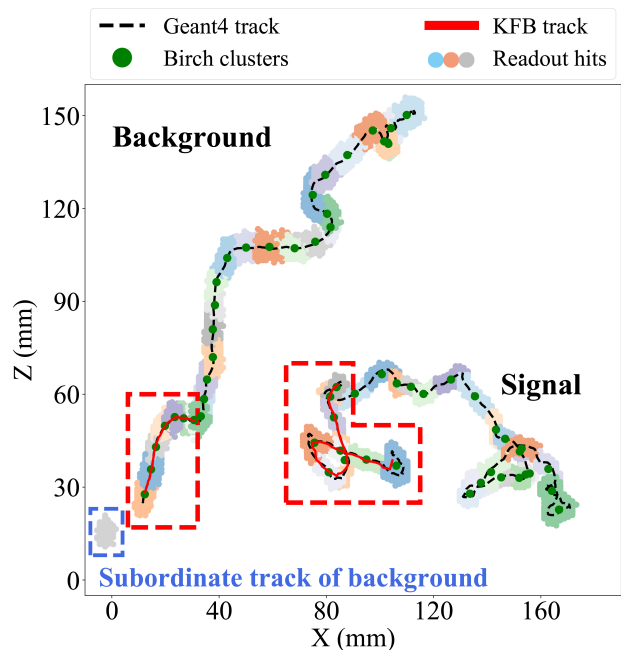 Geant4 track
KFB track
Birch clusters
Readout hits
150
Background
120
Z (mm)
90
60
Signal
30
0
Subordinate track of background
0 40 80 120 160
X (mm)